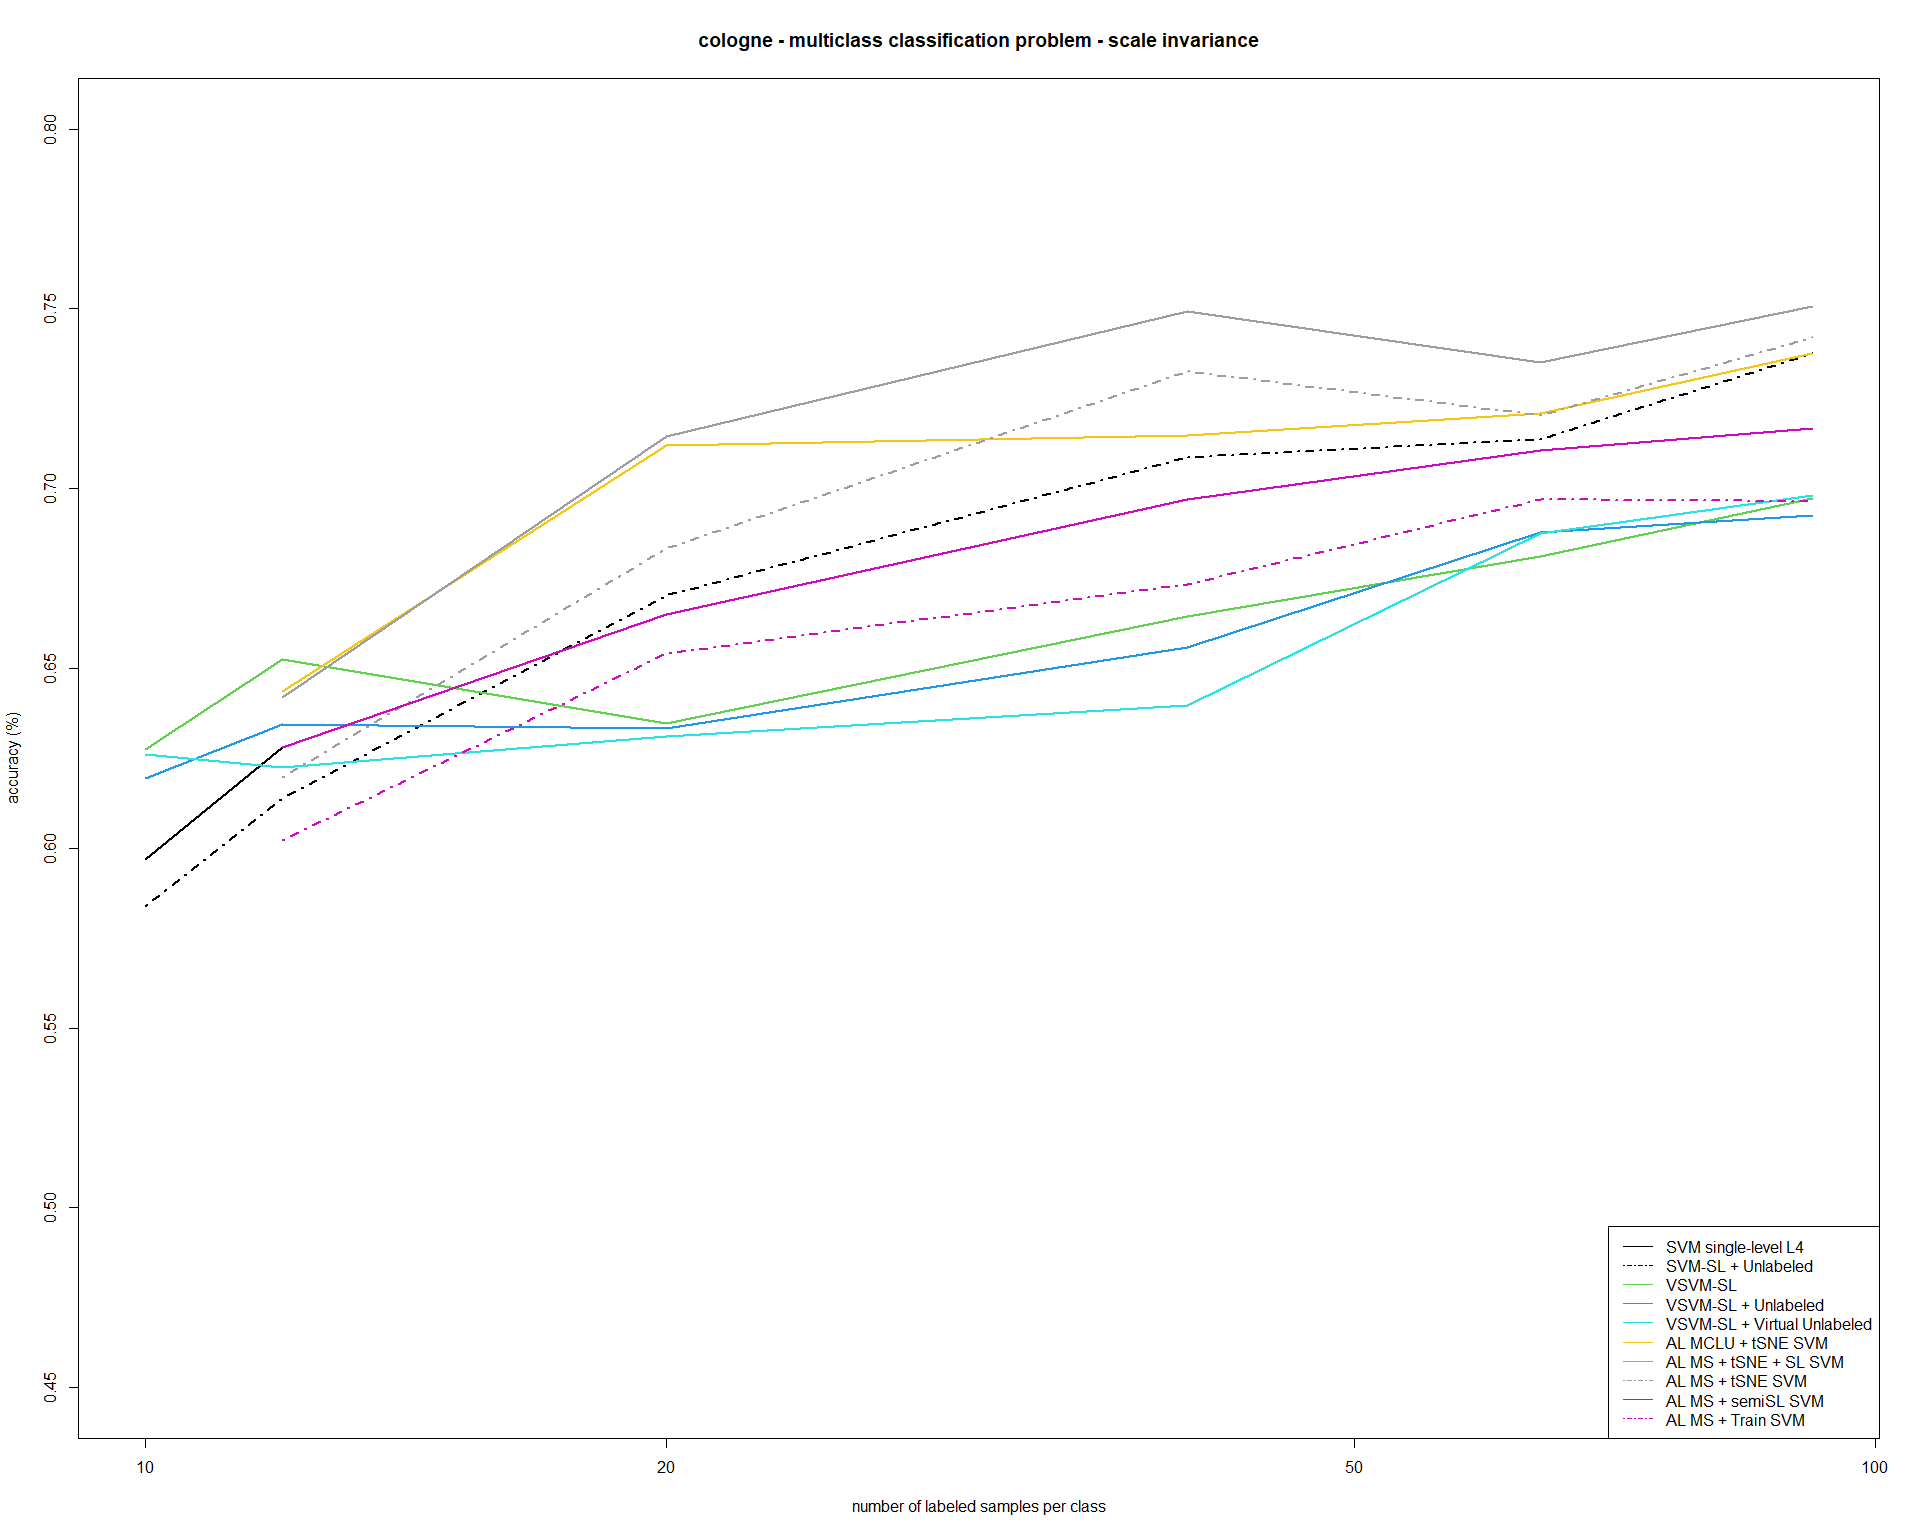 cologne - multiclass classification problem - scale invariance
accuracy (%)
0.80
0.75
0.70
0.65
0.60
0.55
0.50
0.45
10
20
50
100
number of labeled samples per class
SVM single-level L4
SVM-SL + Unlabeled
VSVM-SL
VSVM-SL + Unlabeled
VSVM-SL + Virtual Unlabeled
AL MCLU + tSNE SVM
AL MS + tSNE + SL SVM
AL MS + tSNE SVM
AL MS + semiSL SVM
AL MS + Train SVM